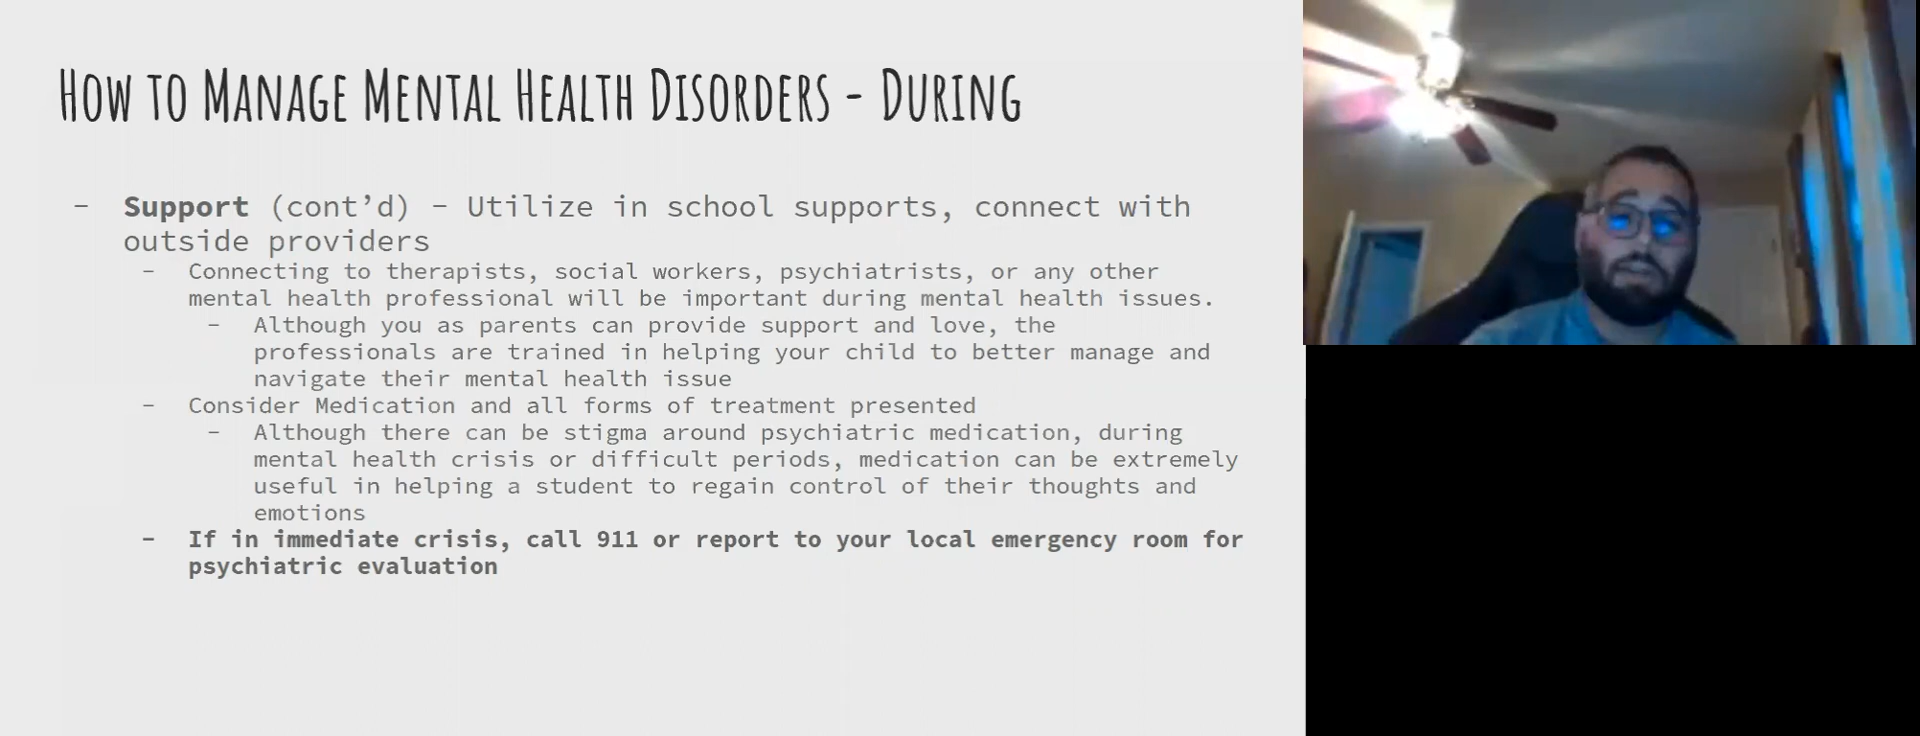 How to Manage Mental Health Disorders - During
- Support (cont’d) - Utilize in school supports, connect with
outside providers
- Connecting to therapists, social workers, psychiatrists, or any other
mental health professional will be important during mental health issues.
- Although you as parents can provide support and love, the
professionals are trained in helping your child to better manage and
navigate their mental health issue
- Consider Medication and all forms of treatment presented
- Although there can be stigma around psychiatric medication, during
mental health crisis or difficult periods, medication can be extremely
useful in helping a student to regain control of their thoughts and
emotions
- If in immediate crisis, call 911 or report to your local emergency room for
psychiatric evaluation